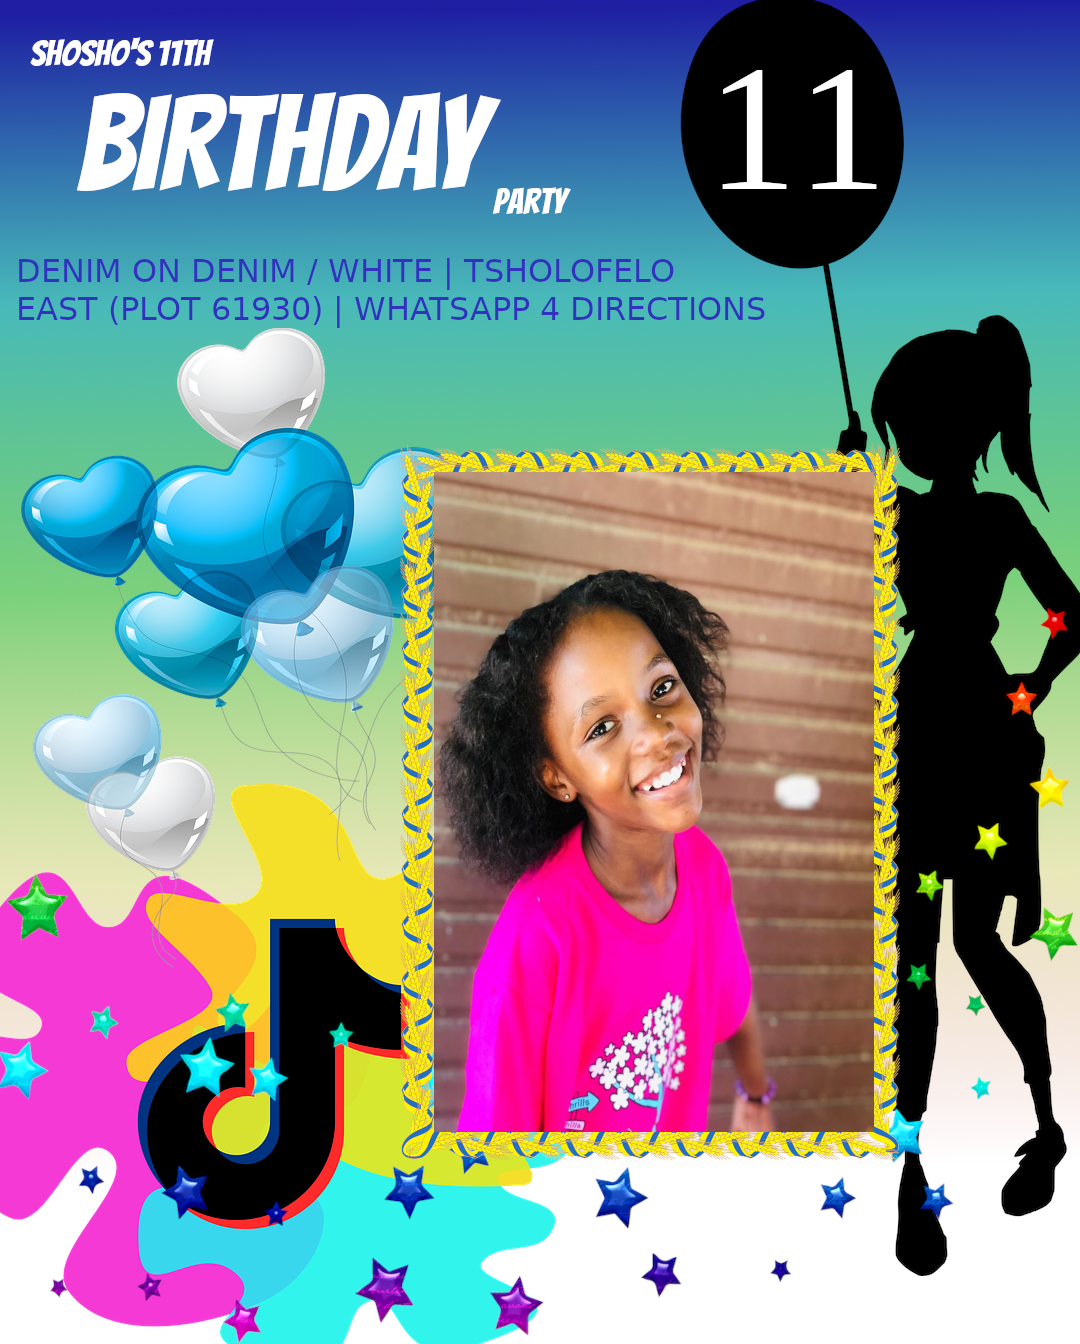 SHOSHO'S 11TH
BIRTHDAY
PARTY
11
DENIM ON DENIM / WHITE | TSHOLOFELO
EAST (PLOT 61930) | WHATSAPP 4 DIRECTIONS